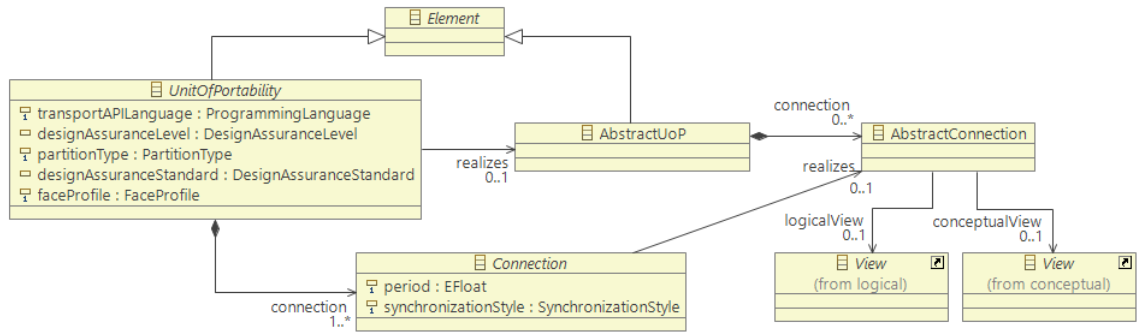 Element
UnitOfPortability
transportAPILanguage : ProgrammingLanguage
designAssuranceLevel : DesignAssuranceLevel
partitionType : PartitionType
designAssuranceStandard : DesignAssuranceStandard
faceProfile : FaceProfile
realizes
0..1
AbstractUoP
connection
0..*
AbstractConnection
realizes
0..1
logicalView
0..1
conceptualView
0..1
connection
1..*
Connection
period : EFloat
synchronizationStyle : SynchronizationStyle
View
(from logical)
View
(from conceptual)